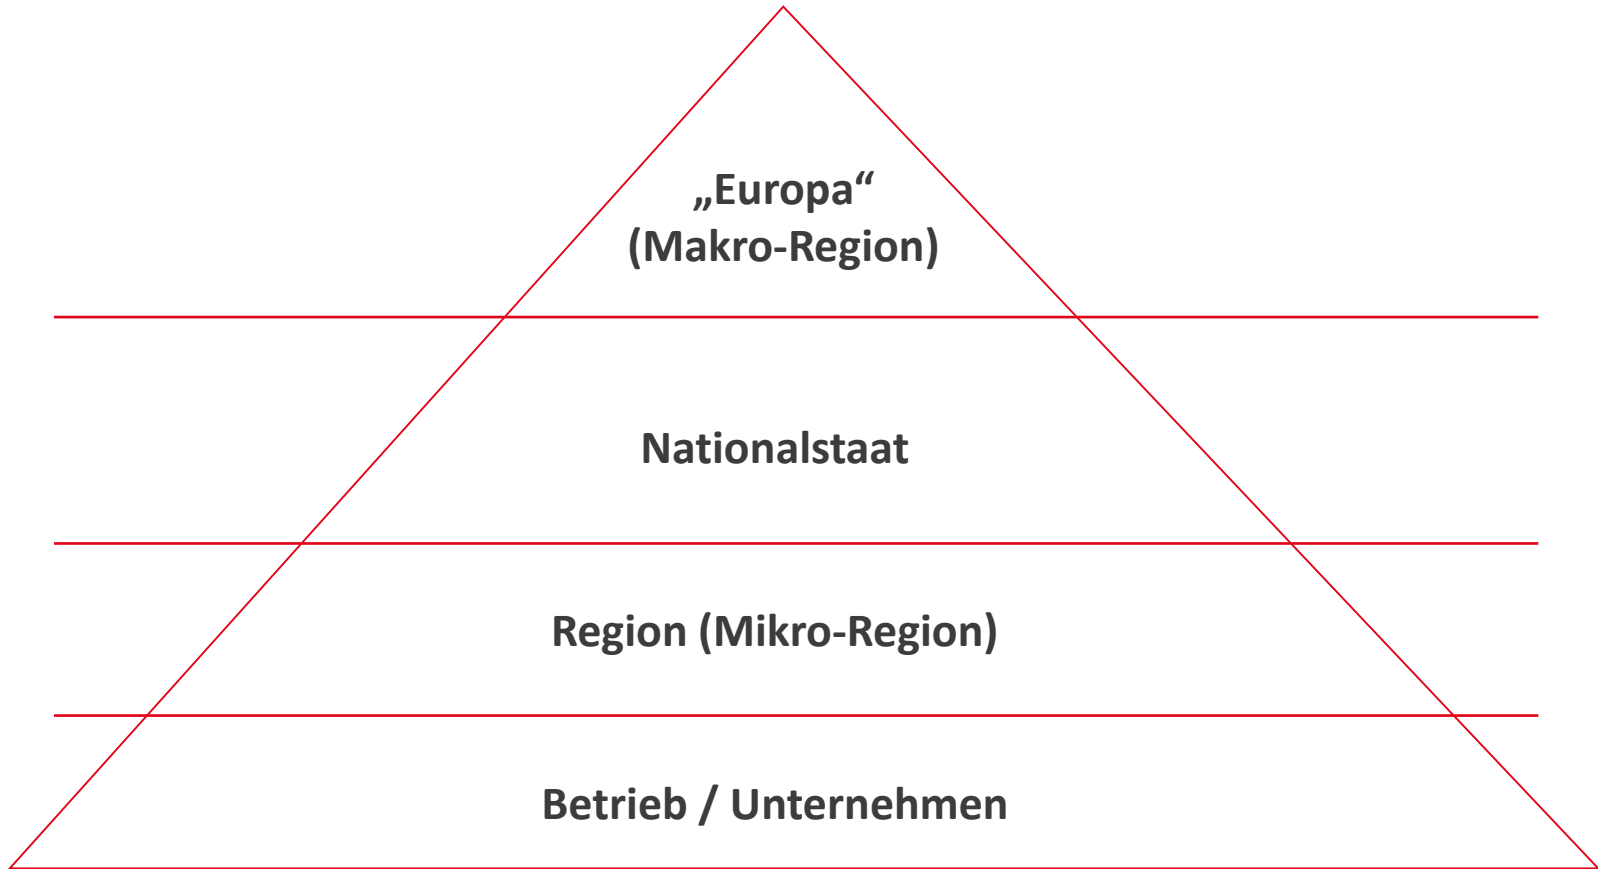 „Europa“
(Makro-Region)
Nationalstaat
Region (Mikro-Region)
Betrieb / Unternehmen